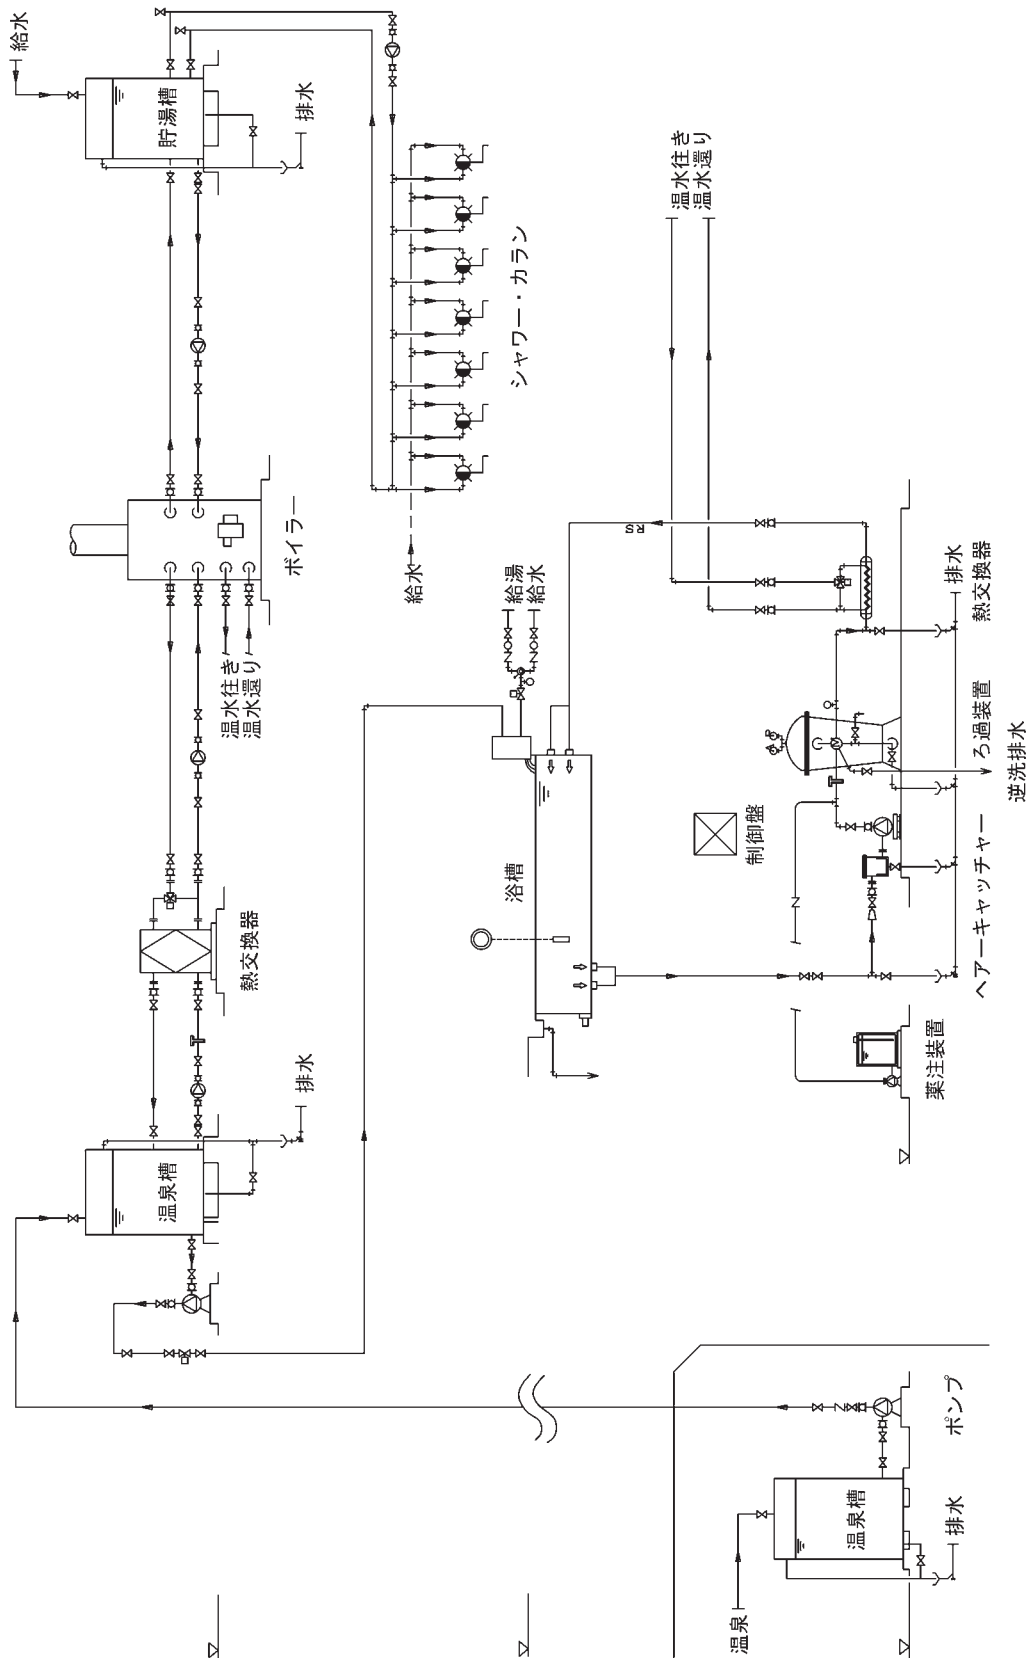 給水
貯湯槽
排水
ボイラー
温水往き
温水還り
熱交換器
温泉槽
排水
給水
シャワー・カラン
温水往き
温水還り
給湯
給水
浴槽
制御盤
RS
P
A
M
熱交換器
排水
ろ過装置
逆洗排水
ヘアーキャッチャー
薬注装置
温泉
温泉槽
ポンプ
排水